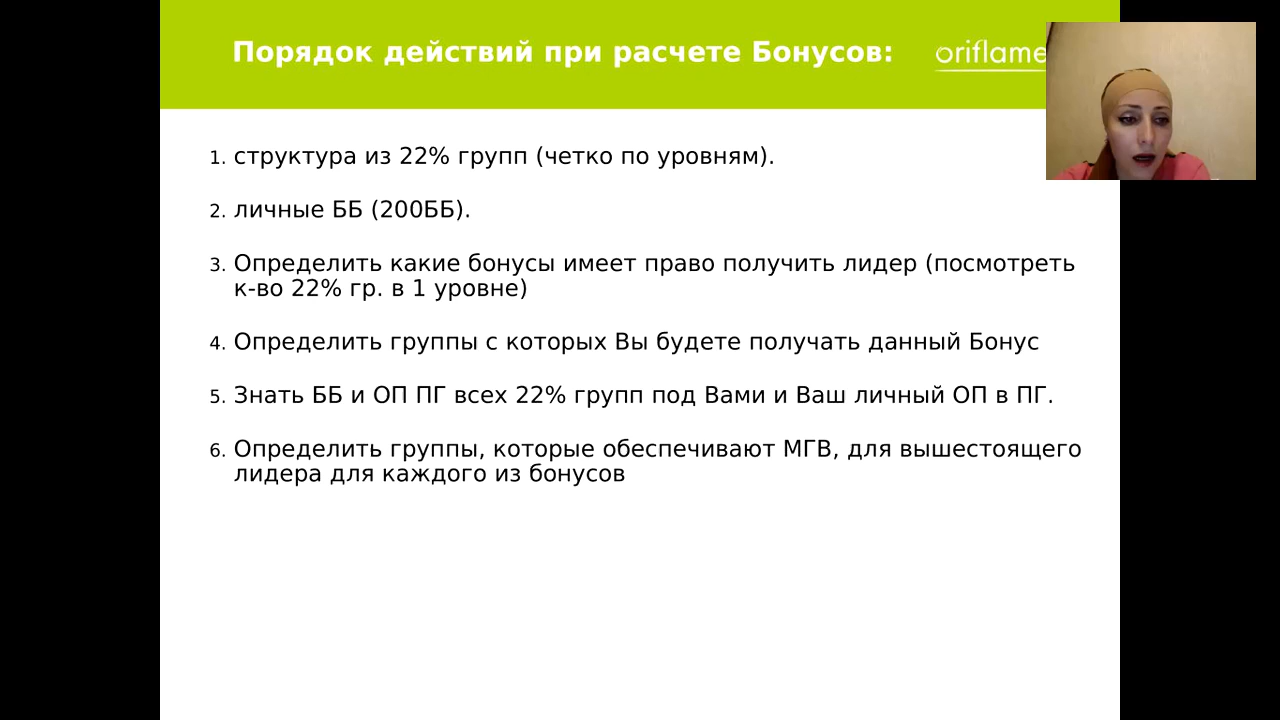 Порядок действий при расчете Бонусов:
oriflame
1. структура из 22% групп (четко по уровням).
2. личные ББ (200ББ).
3. Определить какие бонусы имеет право получить лидер (посмотреть
к-во 22% гр. в 1 уровне)
4. Определить группы с которых Вы будете получать данный Бонус
5. Знать ББ и ОП ПГ всех 22% групп под Вами и Ваш личный ОП в ПГ.
6. Определить группы, которые обеспечивают МГВ, для вышестоящего
лидера для каждого из бонусов